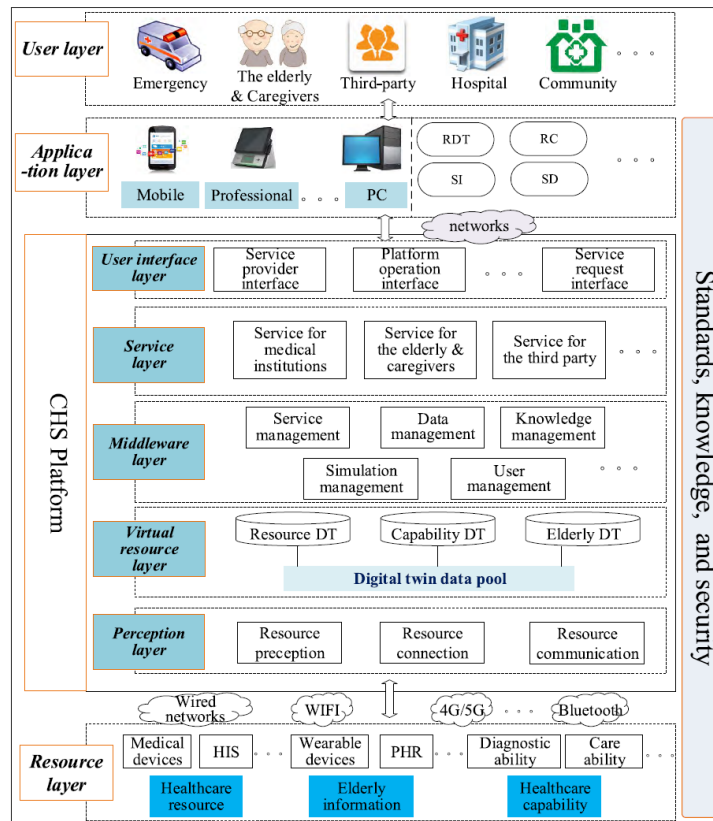 User layer
Emergency
The elderly
& Caregivers
Third-party
Hospital
Community
Applica
-tion layer
Mobile
Professional
PC
RDT
RC
SI
SD
networks
CHS Platform
User interface
layer
Service
provider
interface
Platform
operation
interface
Service
request
interface
Service
layer
Service for
medical
institutions
Service for
the elderly &
caregivers
Service for
the third party
Middleware
layer
Service
management
Data
management
Knowledge
management
Simulation
management
User
management
Virtual
resource
layer
Resource DT
Capability DT
Elderly DT
Digital twin data pool
Perception
layer
Resource
preception
Resource
connection
Resource
communication
Wired
networks
WIFI
4G/5G
Bluetooth
Resource
layer
Medical
devices
HIS
Wearable
devices
PHR
Diagnostic
ability
Care
ability
Healthcare
resource
Elderly
information
Healthcare
capability
Standards, knowledge, and security